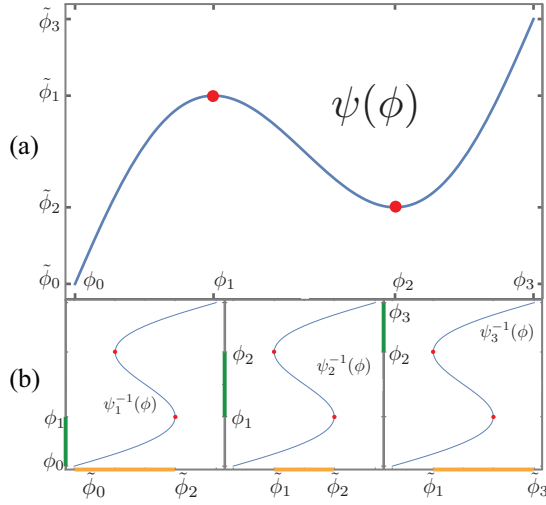 ϕ̃₃
ϕ̃₁
ψ(ϕ)
(a)
ϕ̃₂
ϕ̃₀
ϕ₀ ϕ₁ ϕ₂ ϕ₃
ϕ₃
ϕ₂ ψ₂⁻¹(ϕ) ϕ₂ ψ₃⁻¹(ϕ)
(b)
ψ₁⁻¹(ϕ)
ϕ₁ ϕ₁
ϕ₀
ϕ̃₀ ϕ̃₂ ϕ̃₁ ϕ̃₂ ϕ̃₁ ϕ̃₃